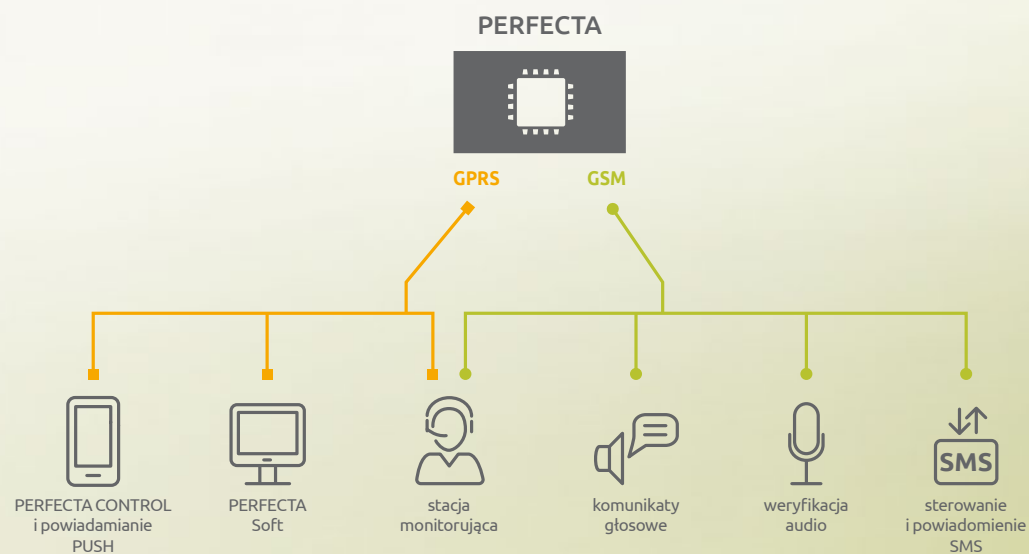 PERFECTA
GPRS
GSM
PERFECTA CONTROL
i powiadamianie
PUSH
PERFECTA
Soft
stacja
monitorująca
komunikaty
głosowe
weryfikacja
audio
SMS
sterowanie
i powiadomienie
SMS